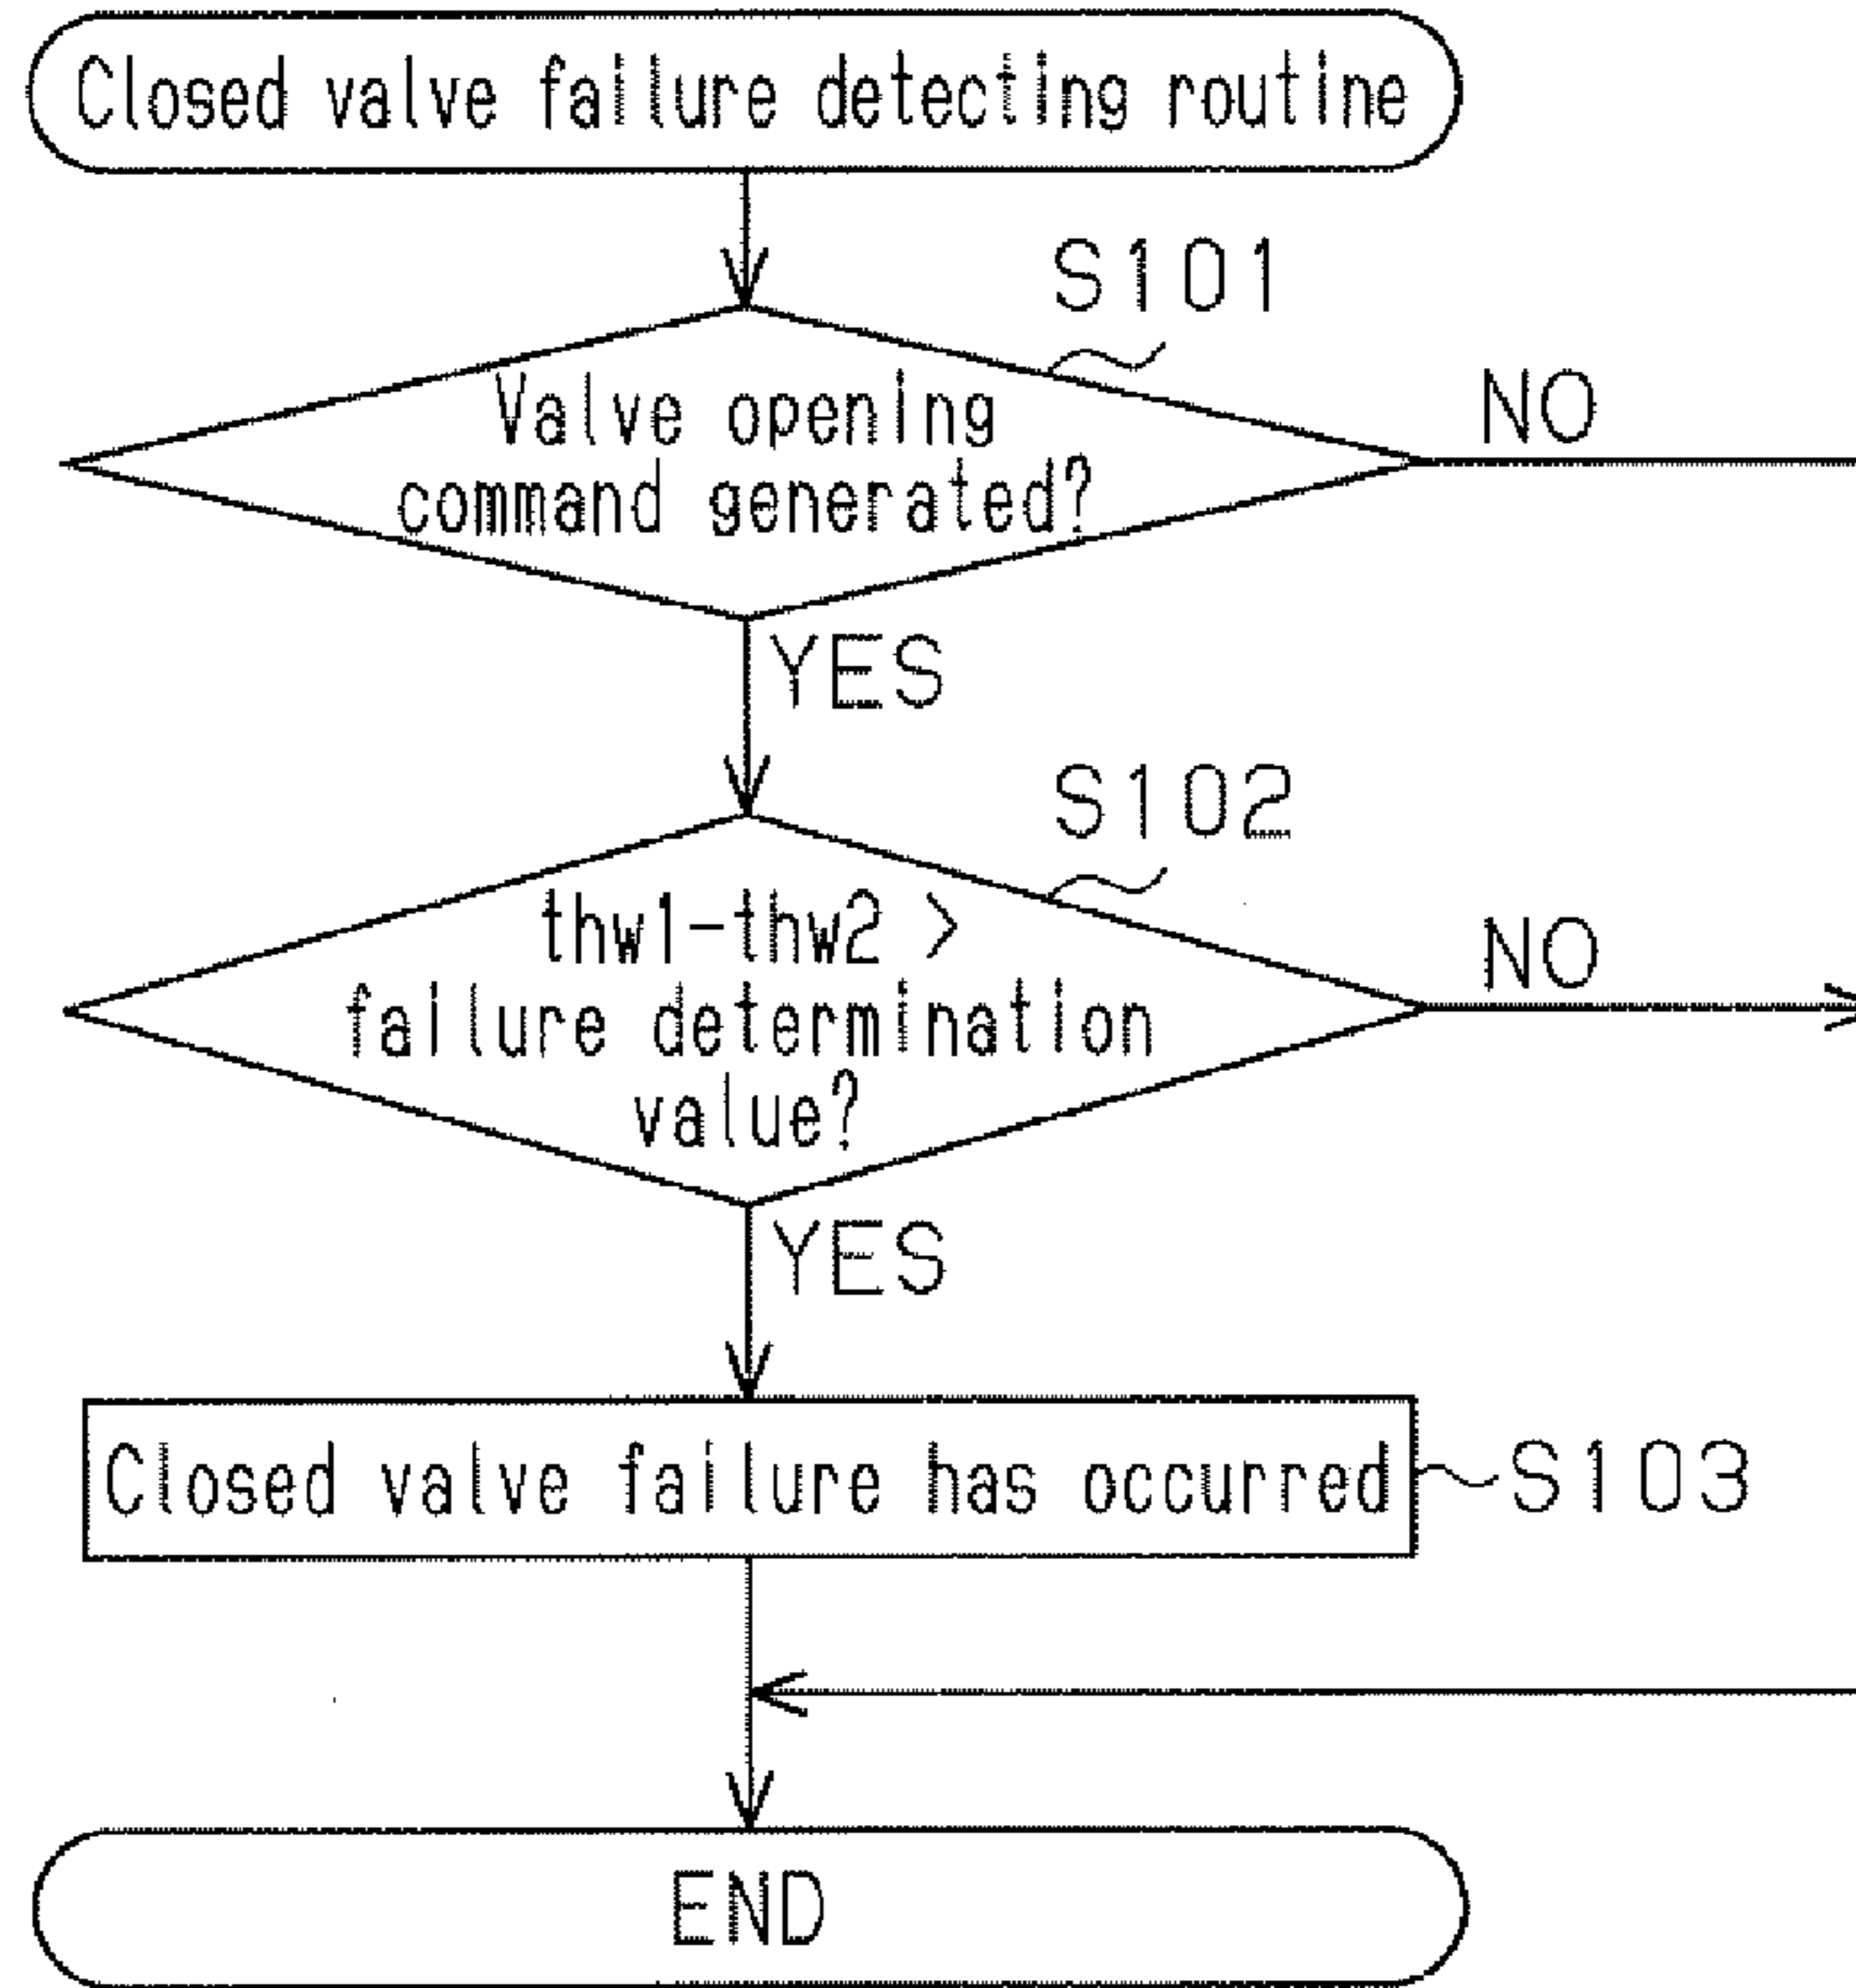 Closed valve failure detecting routine
S101
Valve opening
command generated?
NO
YES
S102
thw1-thw2 >
failure determination
value?
NO
YES
Closed valve failure has occurred
S103
END